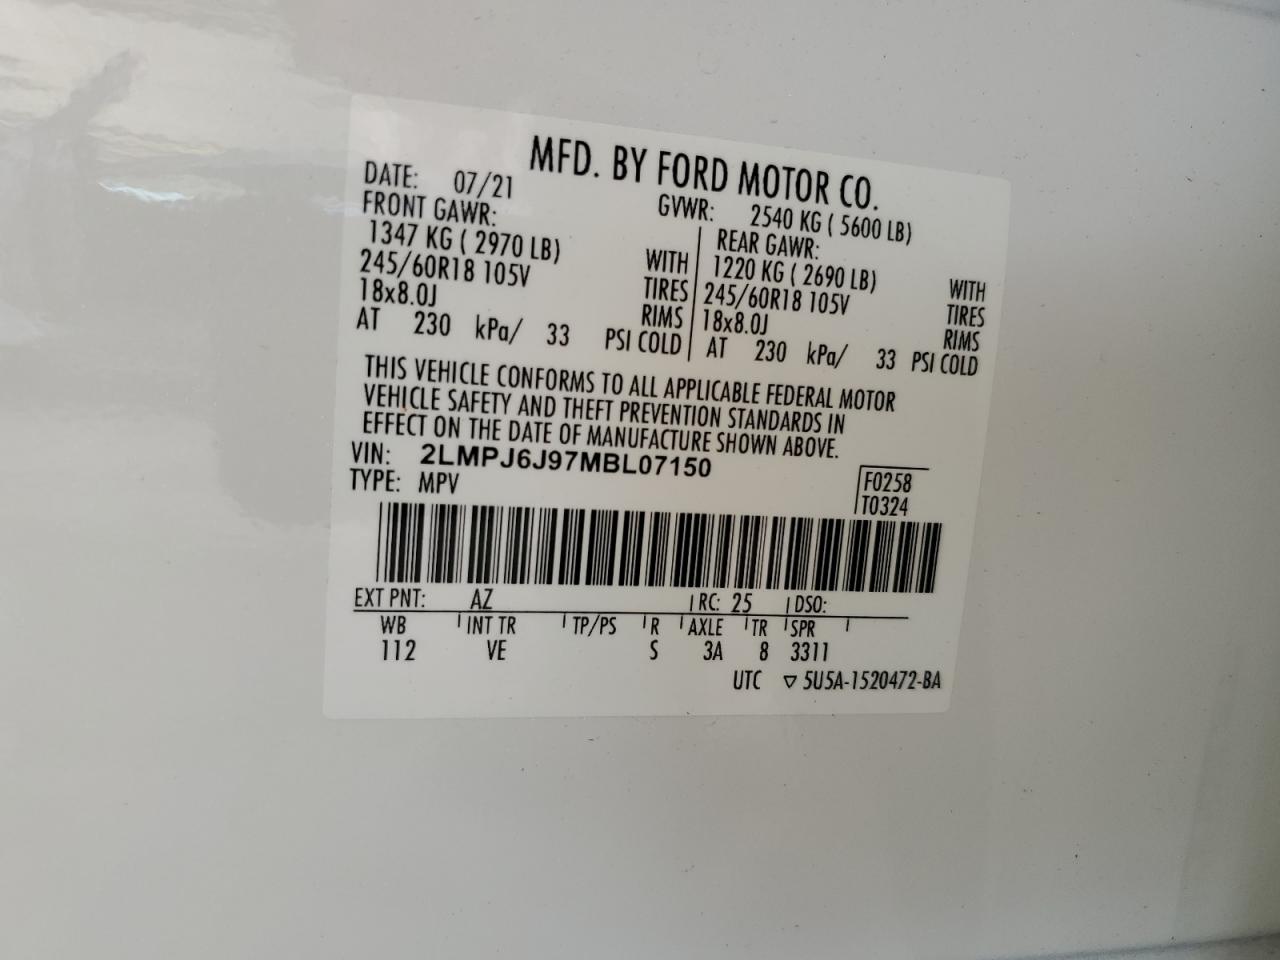 MFD. BY FORD MOTOR CO.
DATE: 07/21 GVWR: 2540 KG ( 5600 LB)
FRONT GAWR: REAR GAWR:
1347 KG ( 2970 LB) WITH 1220 KG ( 2690 LB) WITH
245/60R18 105V TIRES 245/60R18 105V TIRES
18x8.0J RIMS 18x8.0J RIMS
AT 230 kPa/ 33 PSI COLD AT 230 kPa/ 33 PSI COLD
THIS VEHICLE CONFORMS TO ALL APPLICABLE FEDERAL MOTOR
VEHICLE SAFETY AND THEFT PREVENTION STANDARDS IN
EFFECT ON THE DATE OF MANUFACTURE SHOWN ABOVE.
VIN: 2LMPJ6J97MBL07150
TYPE: MPV
F0258
T0324
EXT PNT: AZ RC: 25 DSO:
WB INT TR TP/PS R AXLE TR SPR
112 VE S 3A 8 3311
UTC ▽ 5U5A-1520472-BA